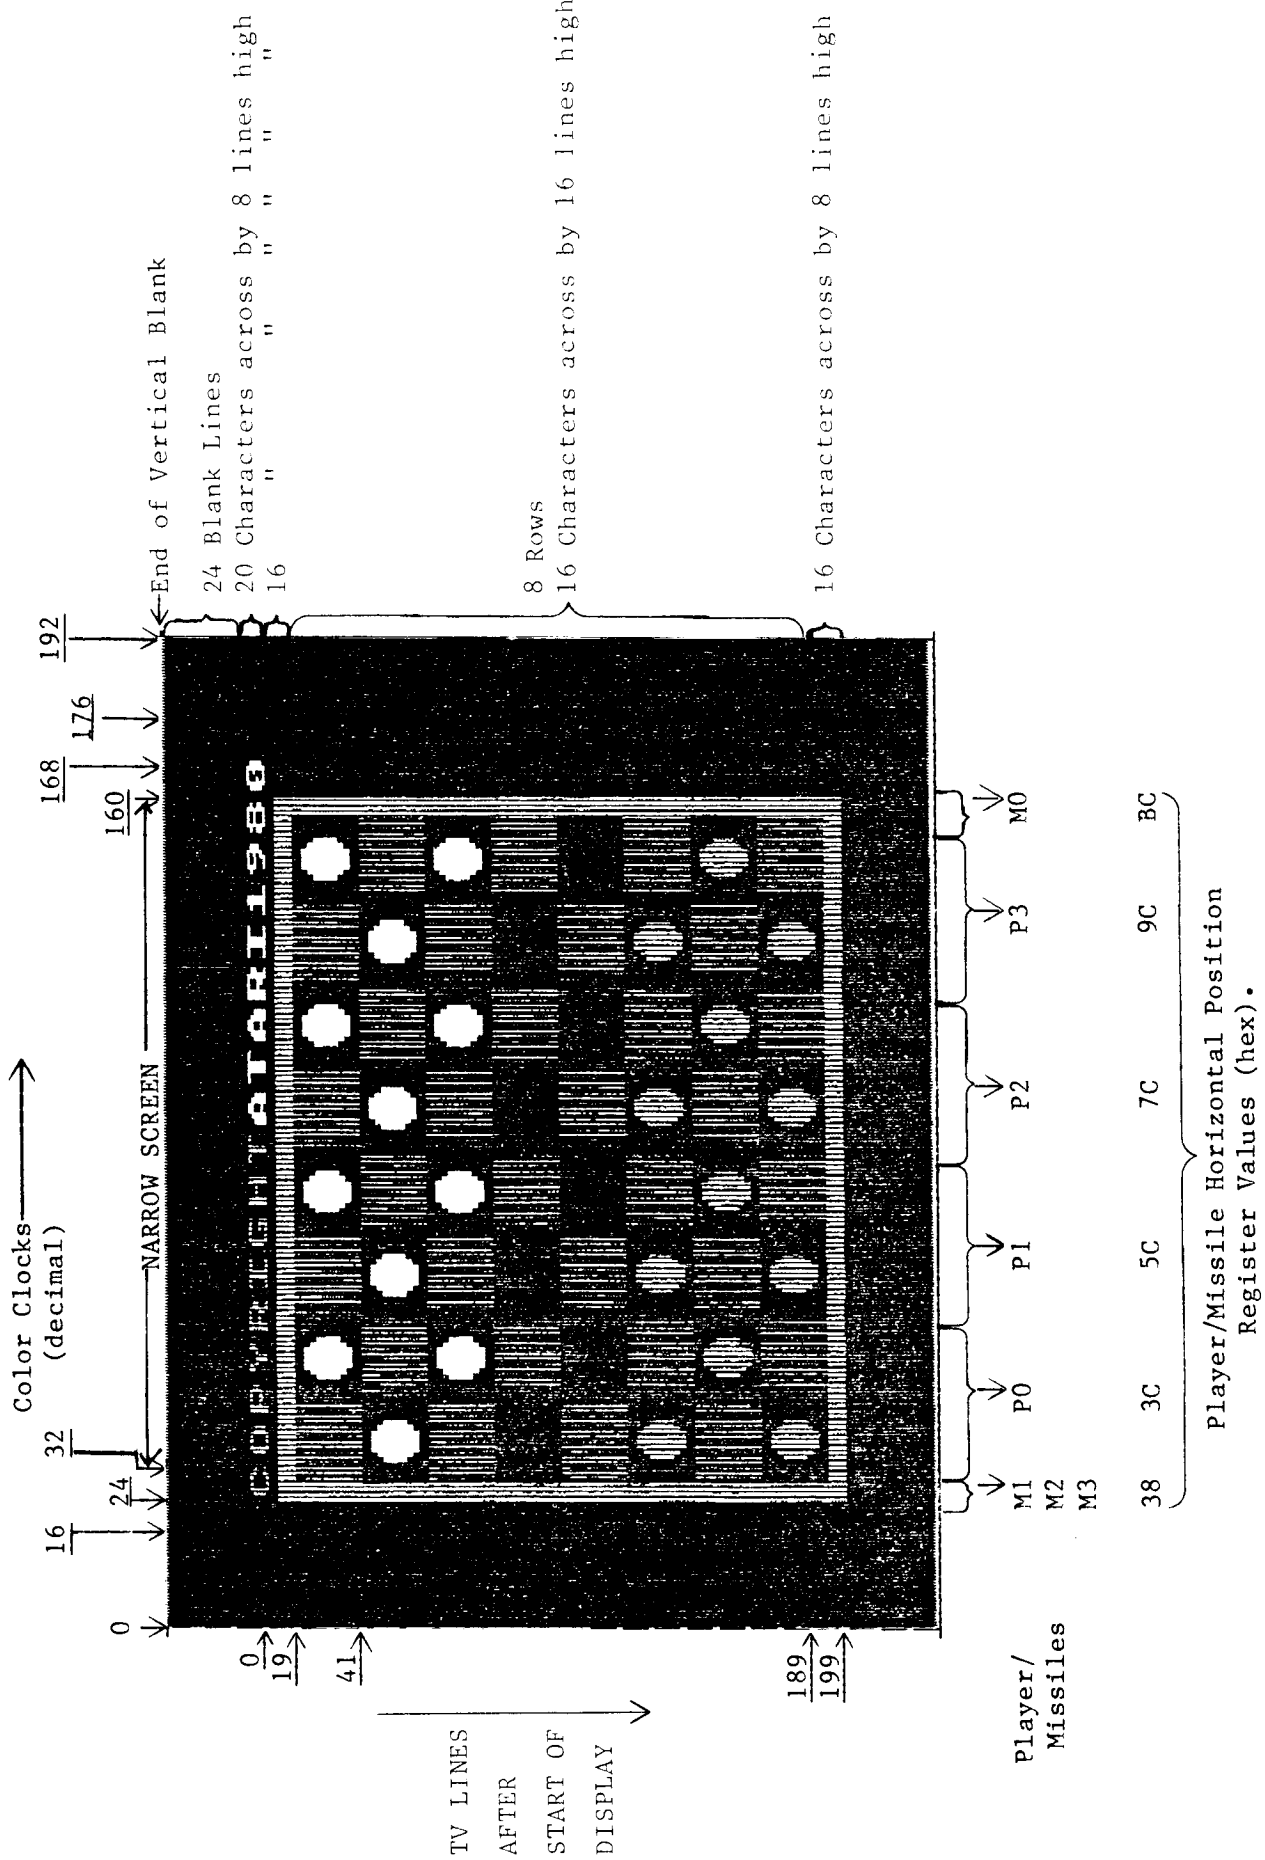 Color Clocks
(decimal)
0
16
24
32
NARROW SCREEN
160
168
176
192
End of Vertical Blank
24 Blank Lines
20 Characters across by 8 lines high
16 " " " " " "
8 Rows
16 Characters across by 16 lines high
16 Characters across by 8 lines high
COPYRIGHT ATARI 1980
0
19
41
189
199
TV LINES
AFTER
START OF
DISPLAY
Player/
Missiles
M1 P0 P1 P2 P3 M0
M2
M3
38 3C 5C 7C 9C BC
Player/Missile Horizontal Position
Register Values (hex).